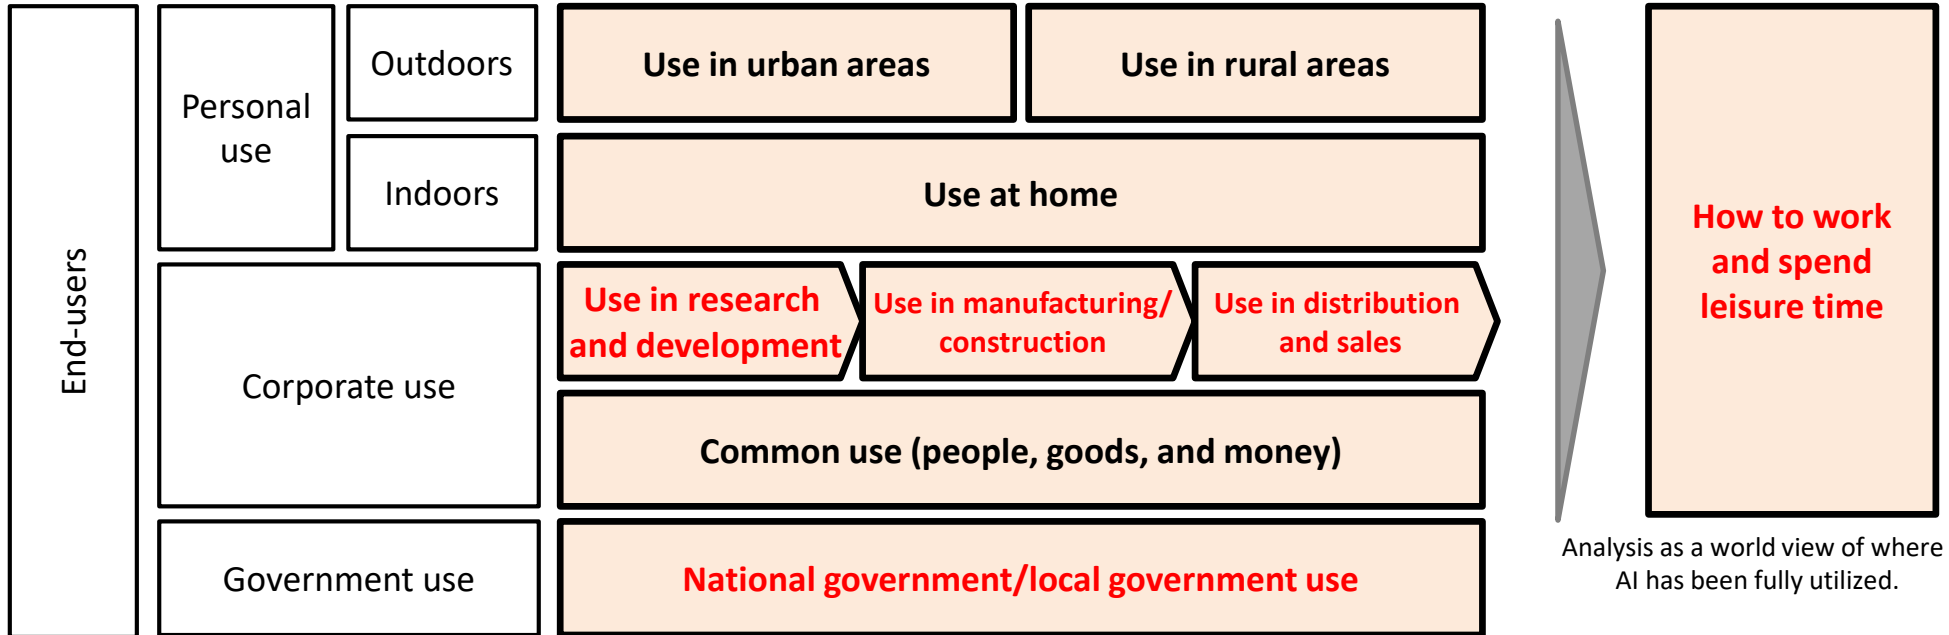 End-users
Personal
use
Outdoors
Use in urban areas
Use in rural areas
Indoors
Use at home
Corporate use
Use in research
and development
Use in manufacturing/
construction
Use in distribution
and sales
Common use (people, goods, and money)
Government use
National government/local government use
How to work
and spend
leisure time
Analysis as a world view of where
AI has been fully utilized.